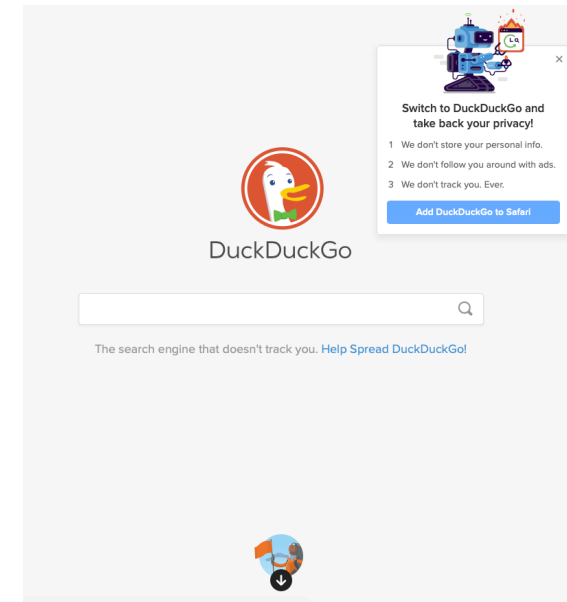 Switch to DuckDuckGo and
take back your privacy!
1 We don't store your personal info.
2 We don't follow you around with ads.
3 We don't track you. Ever.
Add DuckDuckGo to Safari
DuckDuckGo
The search engine that doesn't track you. Help Spread DuckDuckGo!